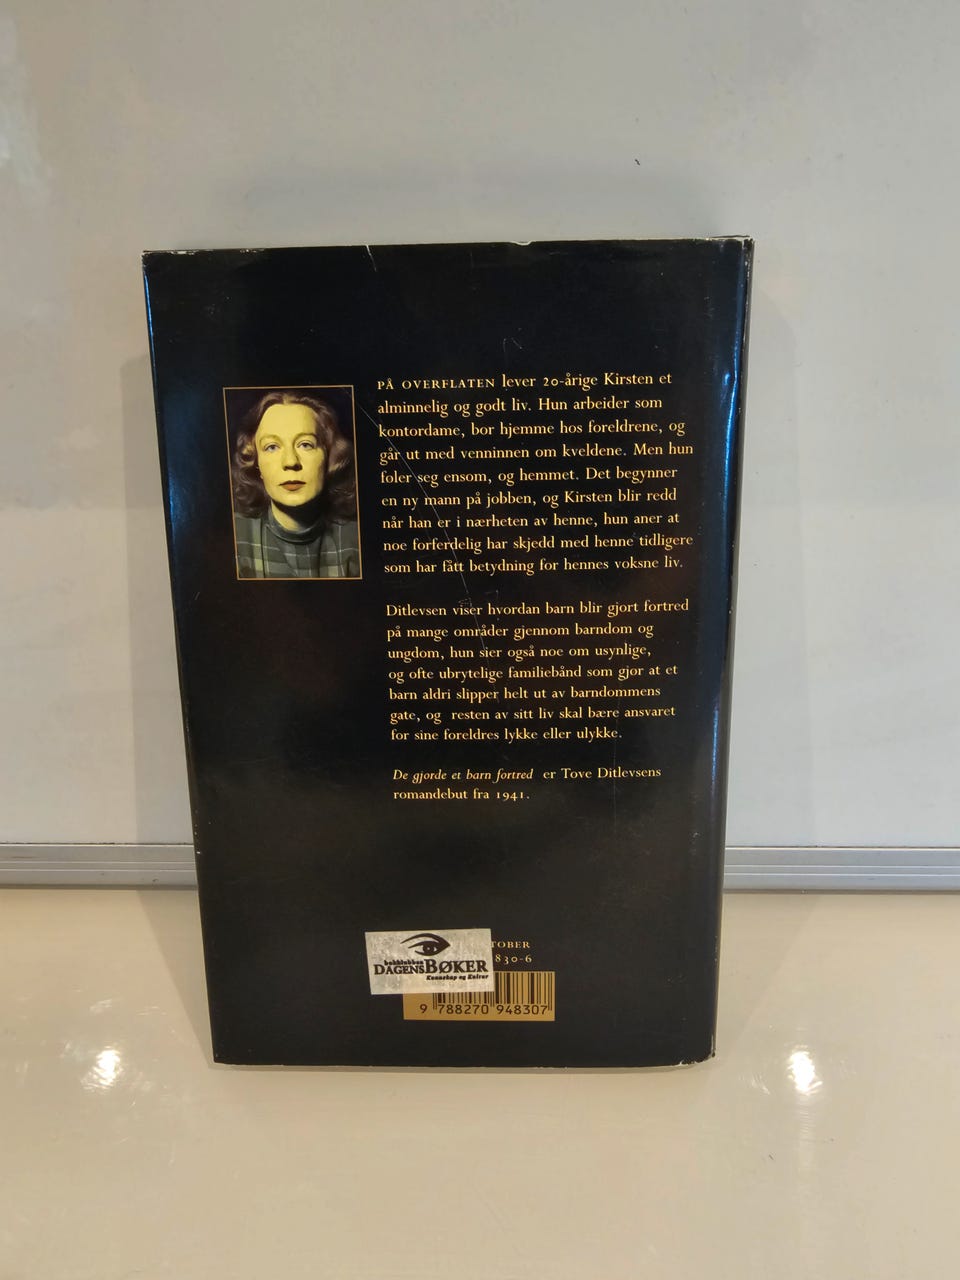 PÅ OVERFLATEN lever 20-årige Kirsten et
alminnelig og godt liv. Hun arbeider som
kontordame, bor hjemme hos foreldrene, og
går ut med venninnen om kveldene. Men hun
føler seg ensom, og hemmet. Det begynner
en ny mann på jobben, og Kirsten blir redd
når han er i nærheten av henne, hun aner at
noe forferdelig har skjedd med henne tidligere
som har fått betydning for hennes voksne liv.
Ditlevsen viser hvordan barn blir gjort fortred
på mange områder gjennom barndom og
ungdom, hun sier også noe om usynlige,
og ofte ubrytelige familiebånd som gjør at et
barn aldri slipper helt ut av barndommens
gate, og resten av sitt liv skal bære ansvaret
for sine foreldres lykke eller ulykke.
De gjorde et barn fortred er Tove Ditlevsens
romandebut fra 1941.
TOBER
830-6
bokklubben
DAGENS BØKER
Kunnskap og Kultur
9 788270 948307